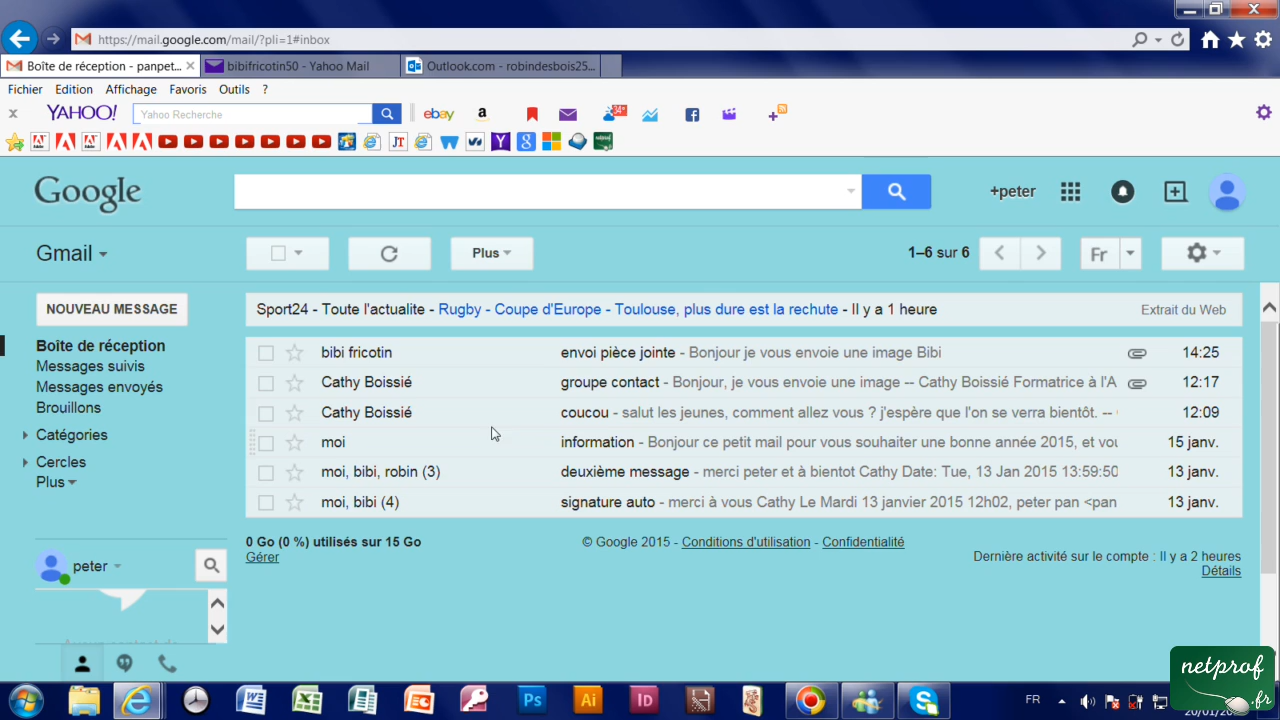 https://mail.google.com/mail/?pli=1#inbox
Boîte de réception - panpet...
bibifricotin50 - Yahoo Mail
Outlook.com - robindesbois25...
Fichier Edition Affichage Favoris Outils ?
x YAHOO! Yahoo Recherche ebay a 34+
JT
Google
+peter
Gmail
Plus
1–6 sur 6
Fr
NOUVEAU MESSAGE
Sport24 - Toute l'actualite - Rugby - Coupe d'Europe - Toulouse, plus dure est la rechute - Il y a 1 heure Extrait du Web
Boîte de réception
Messages suivis
Messages envoyés
Brouillons
Catégories
Cercles
Plus
bibi fricotin envoi pièce jointe - Bonjour je vous envoie une image Bibi 14:25
Cathy Boissié groupe contact - Bonjour, je vous envoie une image -- Cathy Boissié Formatrice à l'A 12:17
Cathy Boissié coucou - salut les jeunes, comment allez vous ? j'espère que l'on se verra bientôt. -- 12:09
moi information - Bonjour ce petit mail pour vous souhaiter une bonne année 2015, et vou 15 janv.
moi, bibi, robin (3) deuxième message - merci peter et à bientot Cathy Date: Tue, 13 Jan 2015 13:59:50 13 janv.
moi, bibi (4) signature auto - merci à vous Cathy Le Mardi 13 janvier 2015 12h02, peter pan <pan 13 janv.
0 Go (0 %) utilisés sur 15 Go
Gérer
© Google 2015 - Conditions d'utilisation - Confidentialité
Dernière activité sur le compte : Il y a 2 heures
Détails
peter
Ps Ai Id
FR
netprof
.fr